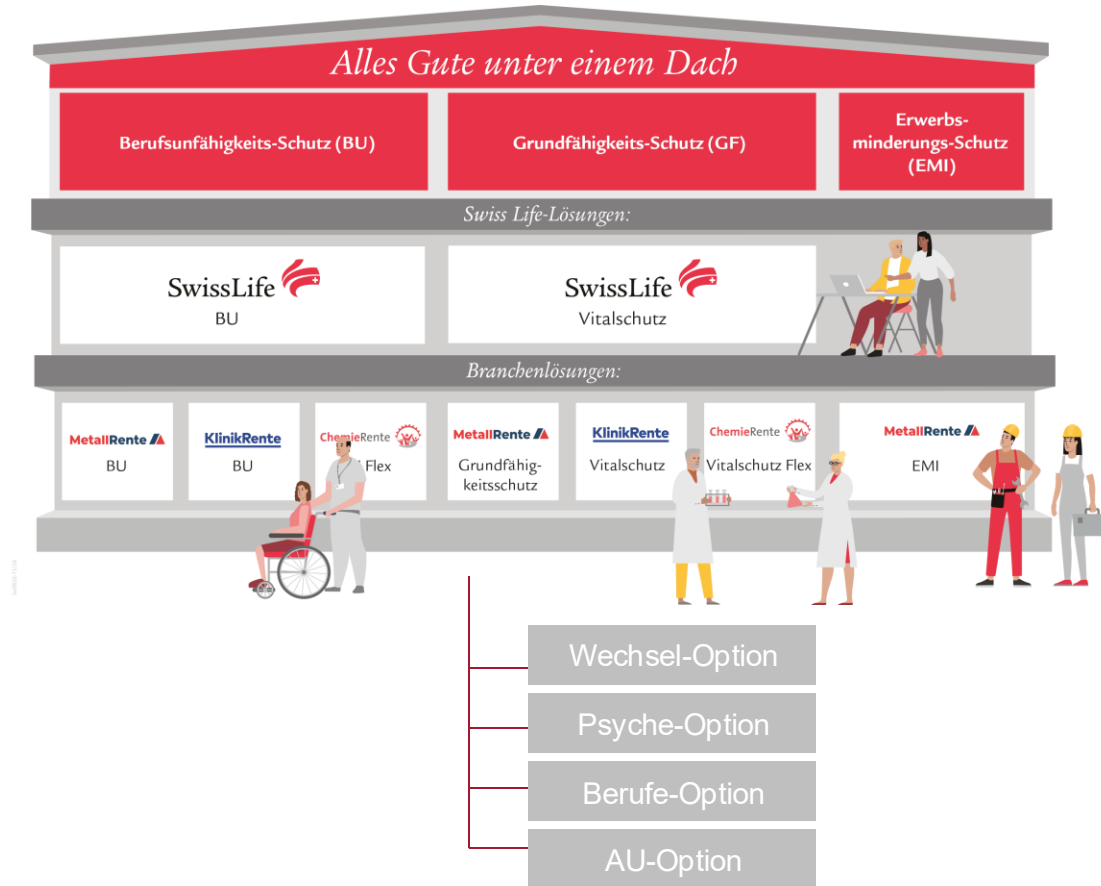 Alles Gute unter einem Dach
Berufsunfähigkeits-Schutz (BU)
Grundfähigkeits-Schutz (GF)
Erwerbs-
minderungs-Schutz
(EMI)
Swiss Life-Lösungen:
SwissLife
BU
SwissLife
Vitalschutz
Branchenlösungen:
MetallRente
BU
KlinikRente
BU
ChemieRente
Flex
MetallRente
Grundfähig-
keitsschutz
KlinikRente
Vitalschutz
ChemieRente
Vitalschutz Flex
MetallRente
EMI
Wechsel-Option
Psyche-Option
Berufe-Option
AU-Option